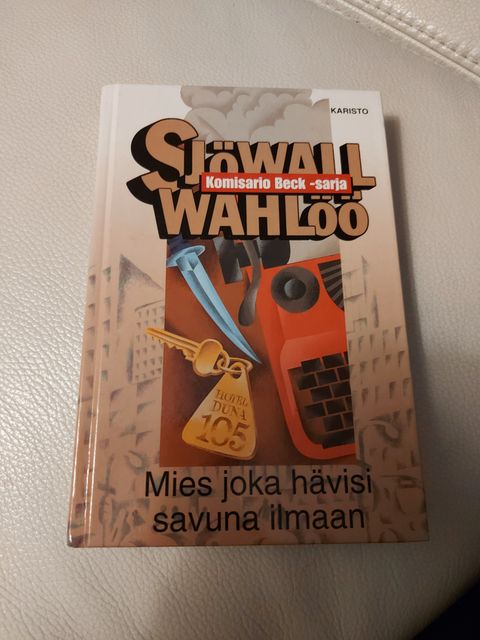 KARISTO
SJÖWALL
Komisario Beck -sarja
WAHLÖÖ
HOTEL
DUNA
105
Mies joka hävisi
savuna ilmaan